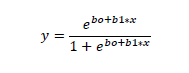 y = e^{bo+b1*x} / 1 + e^{bo+b1*x}